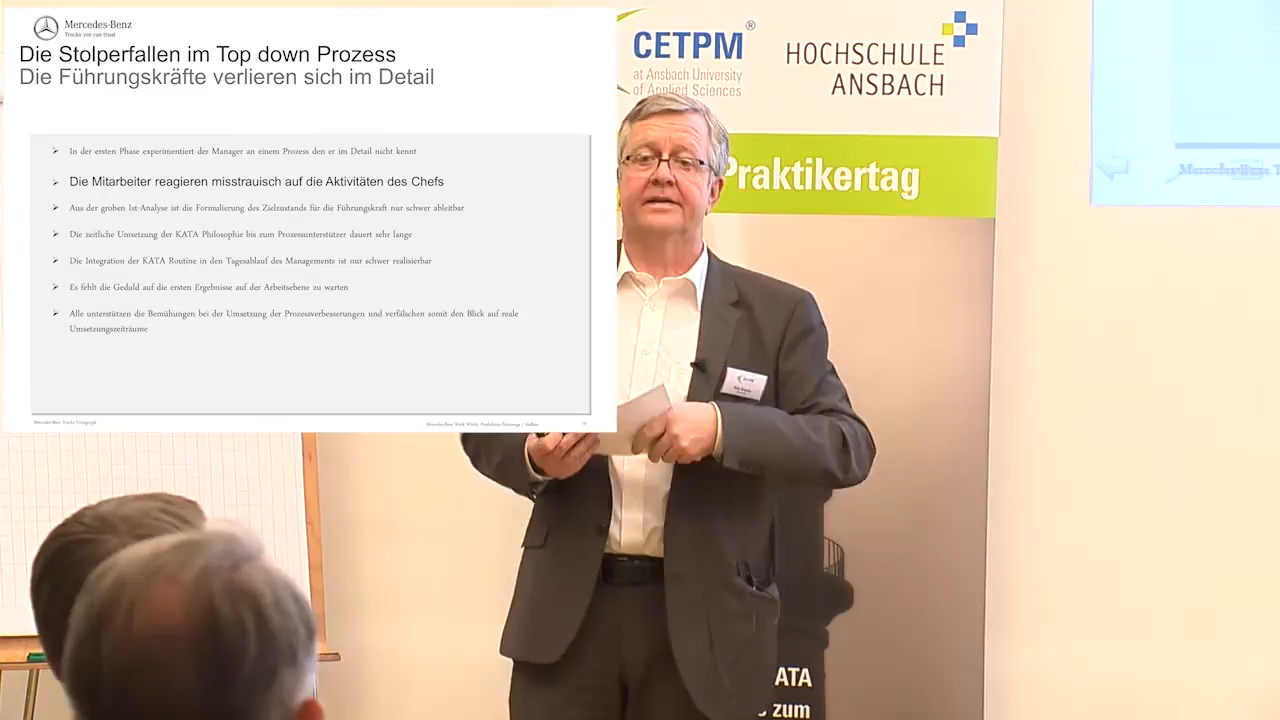 Mercedes-Benz
Trucks you can trust
Die Stolperfallen im Top down Prozess
Die Führungskräfte verlieren sich im Detail
In der ersten Phase experimentiert der Manager an einem Prozess den er im Detail nicht kennt
Die Mitarbeiter reagieren misstrauisch auf die Aktivitäten des Chefs
Aus der groben Ist-Analyse ist die Formulierung des Zielzustands für die Führungskraft nur schwer ableitbar
Die zeitliche Umsetzung der KATA Philosophie bis zum Prozessunterstützer dauert sehr lange
Die Integration der KATA Routine in den Tagesablauf des Managements ist nur schwer realisierbar
Es fehlt die Geduld auf die ersten Ergebnisse auf der Arbeitsebene zu warten
Alle unterstützen die Bemühungen bei der Umsetzung der Prozessverbesserungen und verfälschen somit den Blick auf reale
Umsetzungszeiträume
CETPM®
at Ansbach University
of Applied Sciences
HOCHSCHULE
ANSBACH
Praktikertag
ATA
zum